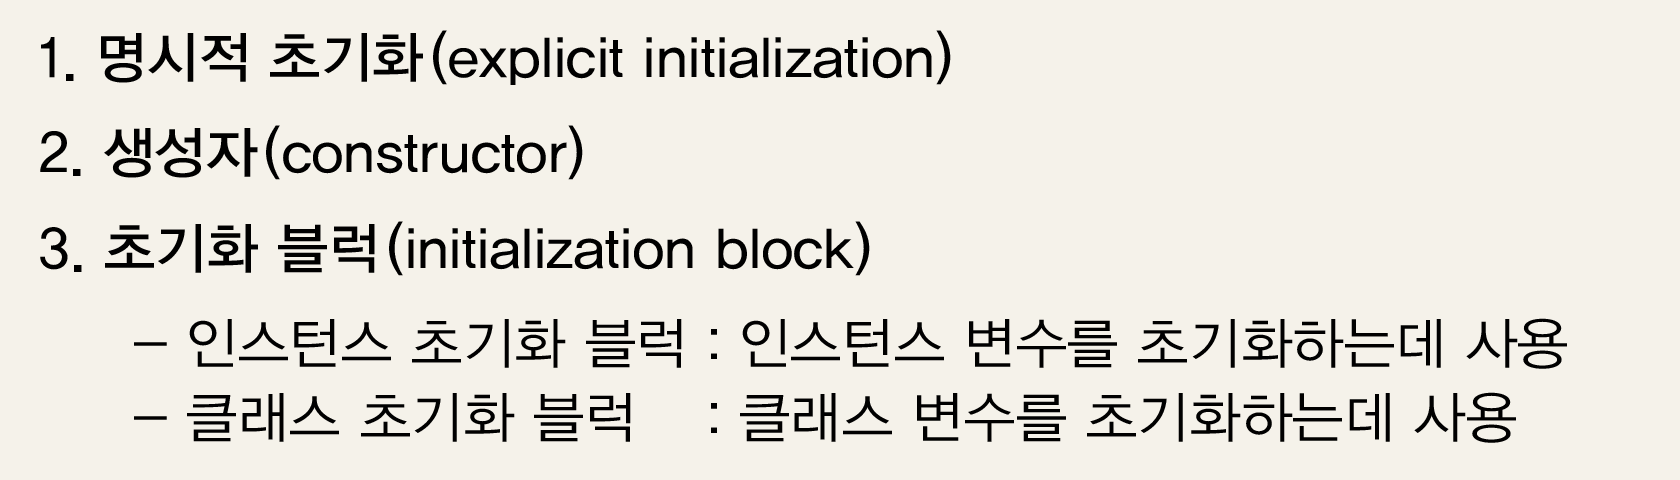 1. 명시적 초기화(explicit initialization)
2. 생성자(constructor)
3. 초기화 블럭(initialization block)
– 인스턴스 초기화 블럭 : 인스턴스 변수를 초기화하는데 사용
– 클래스 초기화 블럭 : 클래스 변수를 초기화하는데 사용